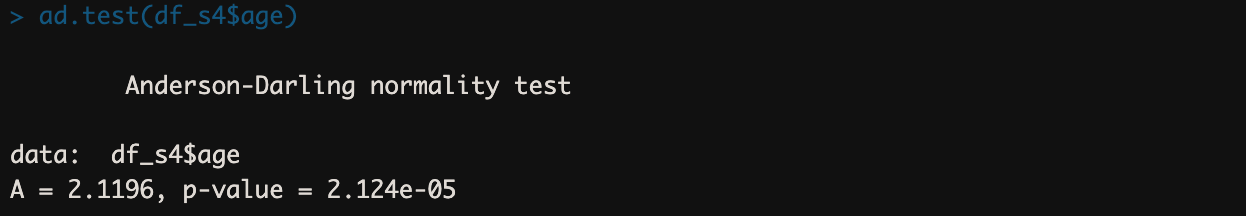 > ad.test(df_s4$age)
Anderson-Darling normality test
data:  df_s4$age
A = 2.1196, p-value = 2.124e-05